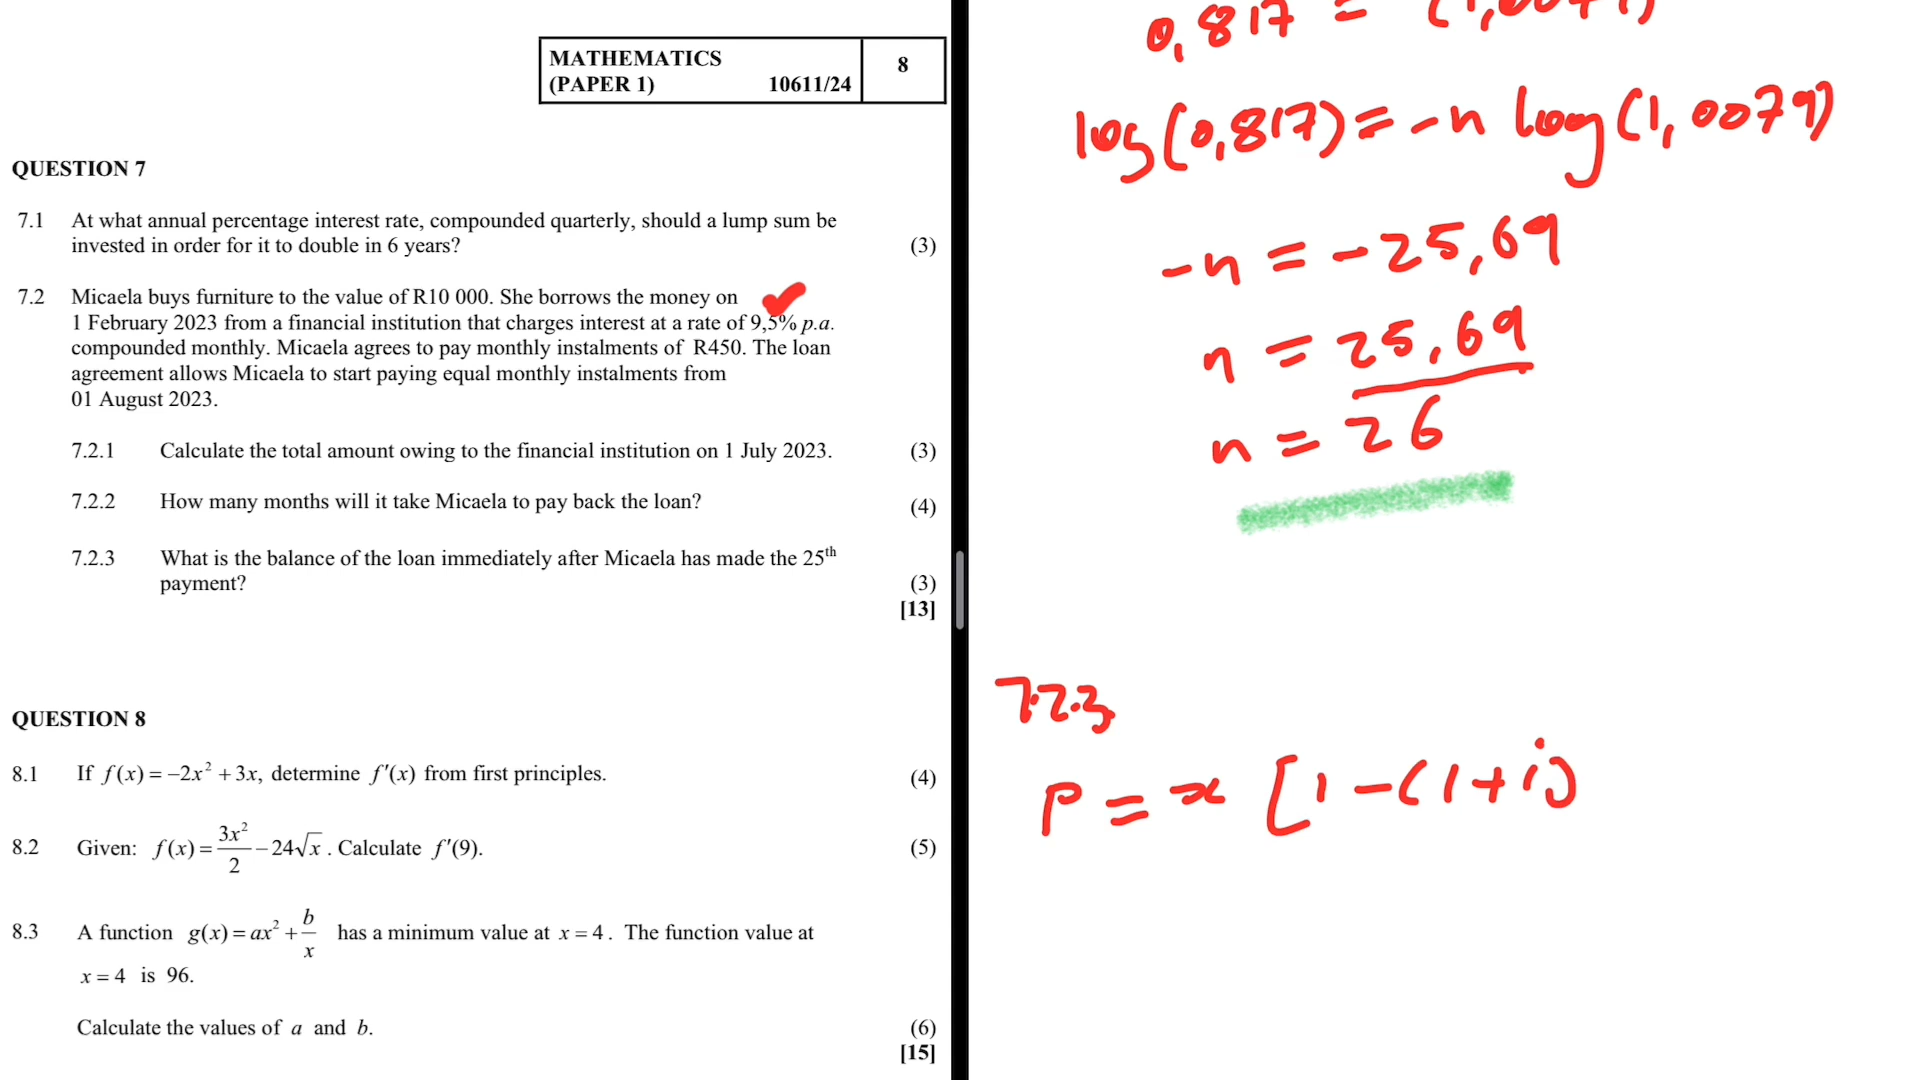 MATHEMATICS
(PAPER 1) 10611/24
8
QUESTION 7
7.1 At what annual percentage interest rate, compounded quarterly, should a lump sum be
invested in order for it to double in 6 years? (3)
7.2 Micaela buys furniture to the value of R10 000. She borrows the money on
1 February 2023 from a financial institution that charges interest at a rate of 9,5% p.a.
compounded monthly. Micaela agrees to pay monthly instalments of R450. The loan
agreement allows Micaela to start paying equal monthly instalments from
01 August 2023.
7.2.1 Calculate the total amount owing to the financial institution on 1 July 2023. (3)
7.2.2 How many months will it take Micaela to pay back the loan? (4)
7.2.3 What is the balance of the loan immediately after Micaela has made the 25th
payment? (3)
[13]
QUESTION 8
8.1 If f(x) = –2x² + 3x, determine f′(x) from first principles. (4)
8.2 Given: f(x) = 3x²/2 – 24√x . Calculate f′(9). (5)
8.3 A function g(x) = ax² + b/x has a minimum value at x = 4 . The function value at
x = 4 is 96.
Calculate the values of a and b. (6)
[15]
0,817 = (1,0079)
log(0,817) = -n log(1,0079)
-n = -25,69
n = 25,69
n = 26
7.2.3
P = x [1-(1+i)